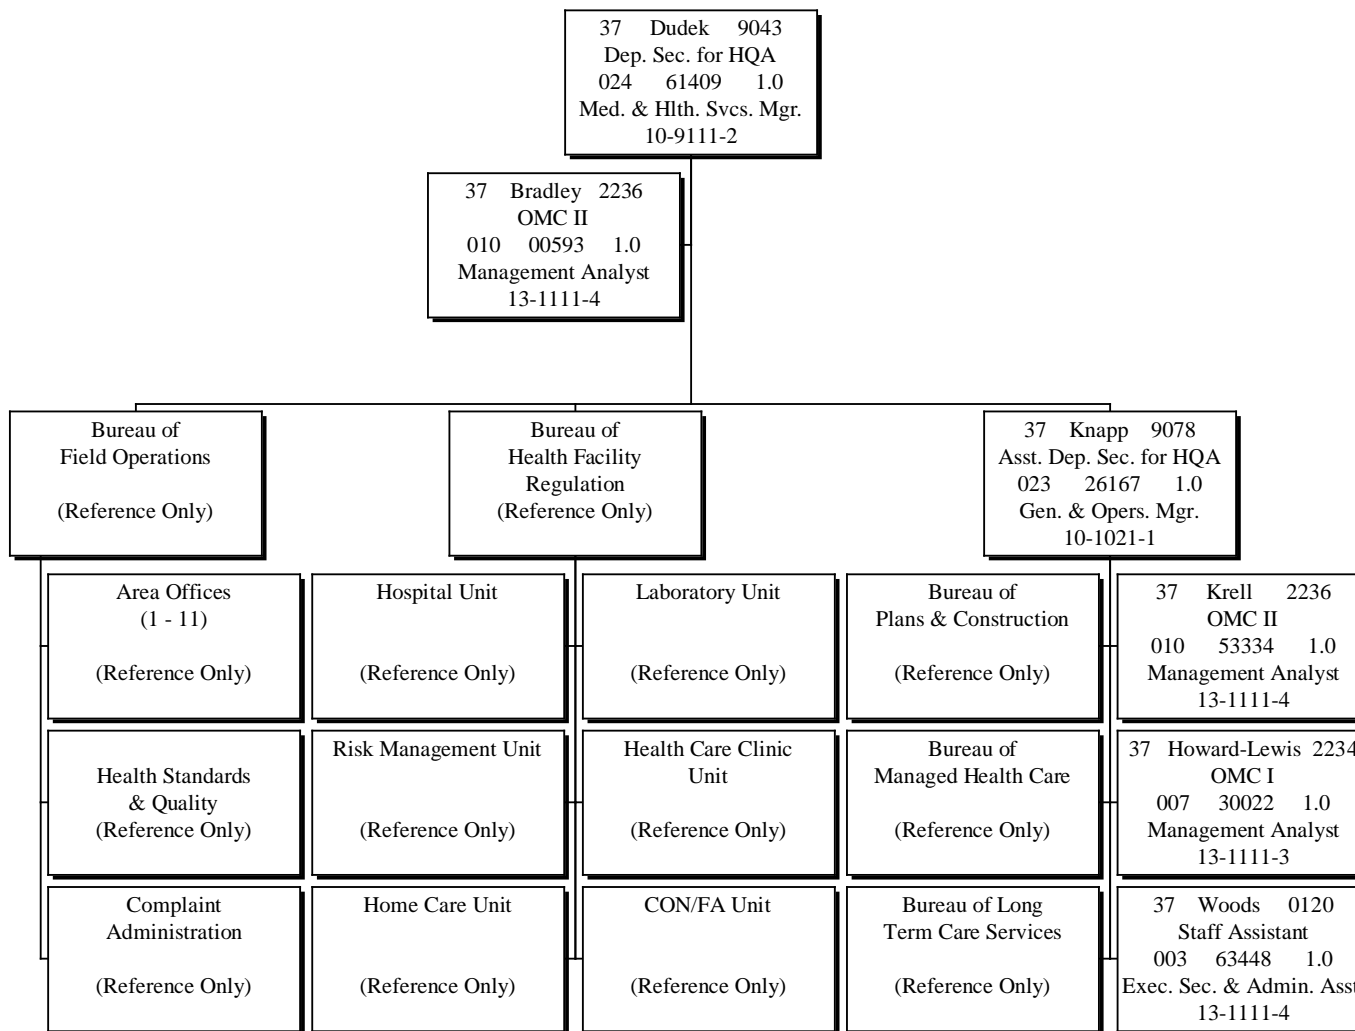 37 Dudek 9043
Dep. Sec. for HQA
024 61409 1.0
Med. & Hlth. Svcs. Mgr.
10-9111-2
37 Bradley 2236
OMC II
010 00593 1.0
Management Analyst
13-1111-4
Bureau of
Field Operations
(Reference Only)
Bureau of
Health Facility
Regulation
(Reference Only)
37 Knapp 9078
Asst. Dep. Sec. for HQA
023 26167 1.0
Gen. & Opers. Mgr.
10-1021-1
Area Offices
(1 - 11)
(Reference Only)
Hospital Unit
(Reference Only)
Laboratory Unit
(Reference Only)
Bureau of
Plans & Construction
(Reference Only)
37 Krell 2236
OMC II
010 53334 1.0
Management Analyst
13-1111-4
Health Standards
& Quality
(Reference Only)
Risk Management Unit
(Reference Only)
Health Care Clinic
Unit
(Reference Only)
Bureau of
Managed Health Care
(Reference Only)
37 Howard-Lewis 2234
OMC I
007 30022 1.0
Management Analyst
13-1111-3
Complaint
Administration
(Reference Only)
Home Care Unit
(Reference Only)
CON/FA Unit
(Reference Only)
Bureau of Long
Term Care Services
(Reference Only)
37 Woods 0120
Staff Assistant
003 63448 1.0
Exec. Sec. & Admin. Asst
13-1111-4